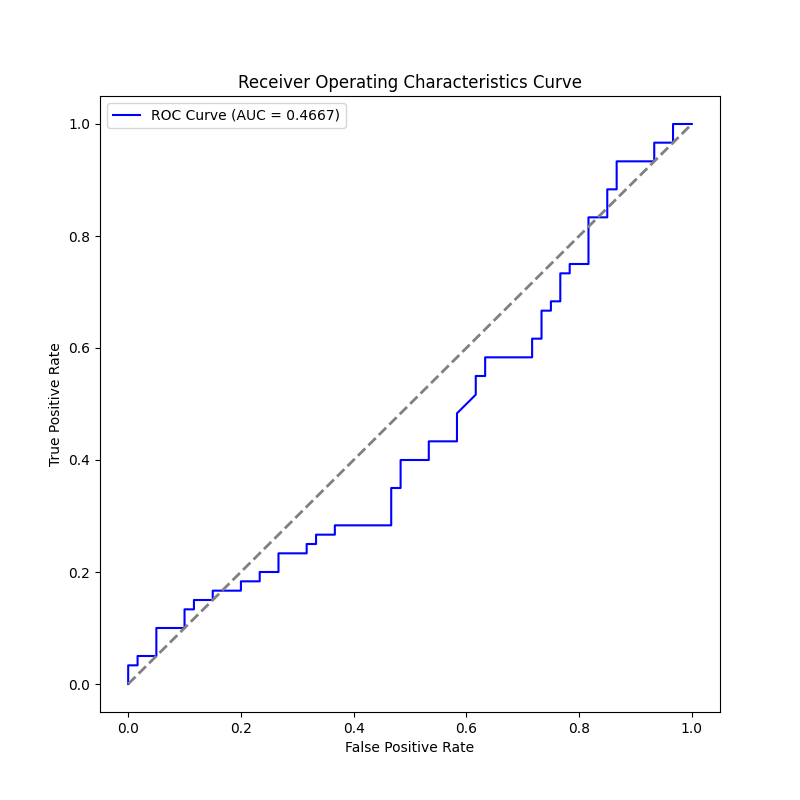 Receiver Operating Characteristics Curve
ROC Curve (AUC = 0.4667)
True Positive Rate
1.0
0.8
0.6
0.4
0.2
0.0
0.0 0.2 0.4 0.6 0.8 1.0
False Positive Rate